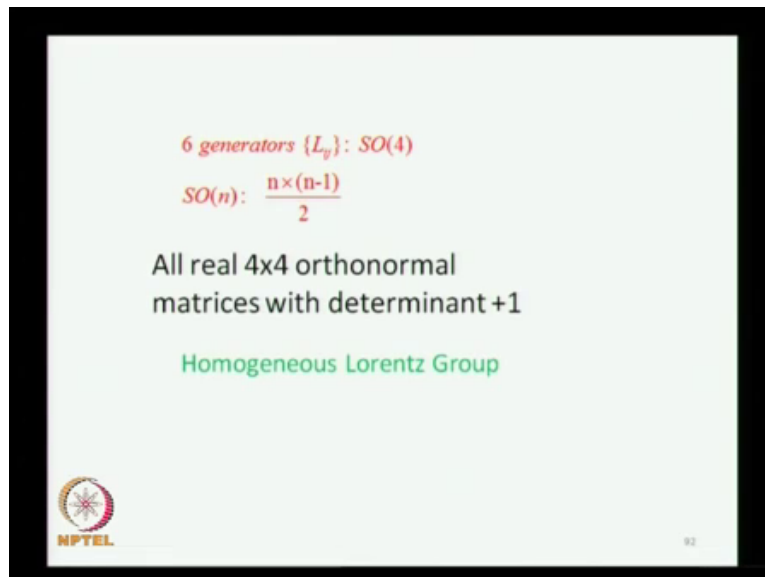 6 generators {L_ij}: SO(4)
SO(n): n×(n-1)
2
All real 4x4 orthonormal
matrices with determinant +1
Homogeneous Lorentz Group
NPTEL
92